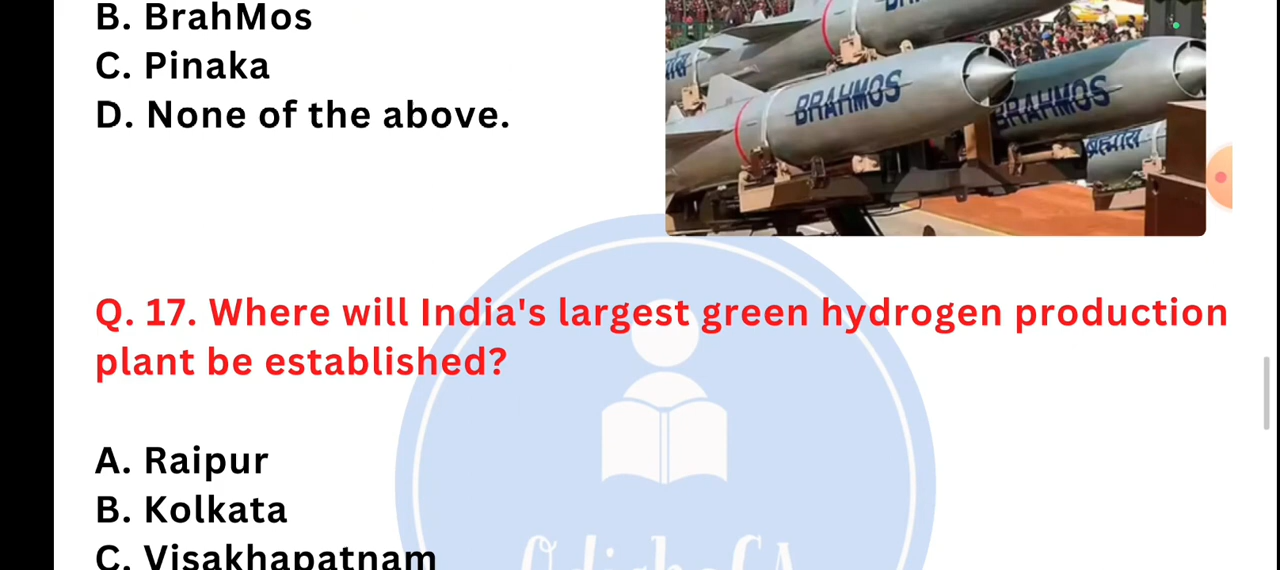 B. BrahMos
C. Pinaka
D. None of the above.
BRAHMOS
BRAHMOS
ब्रह्मोस
Q. 17. Where will India's largest green hydrogen production
plant be established?
A. Raipur
B. Kolkata
C. Visakhapatnam